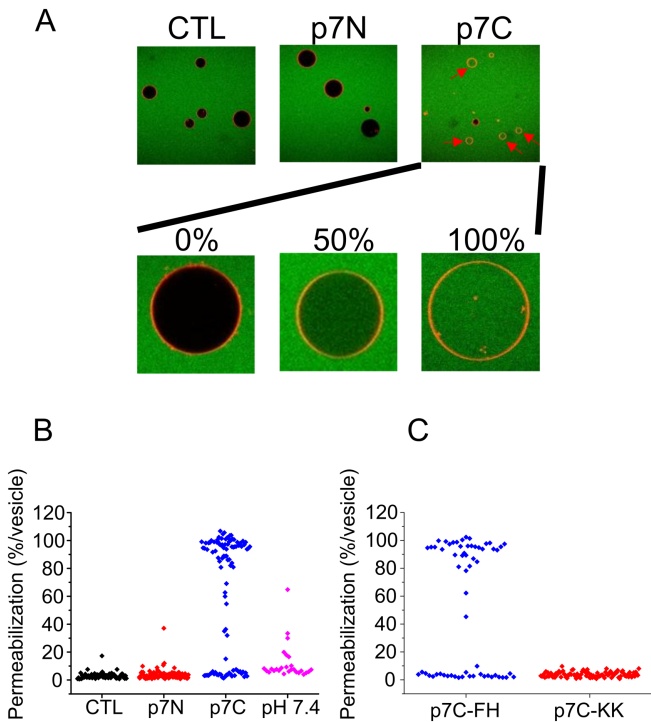 A
CTL p7N p7C
0% 50% 100%
B
C
Permeabilization (%/vesicle)
120
100
80
60
40
20
0
CTL p7N p7C pH 7.4
Permeabilization (%/vesicle)
120
100
80
60
40
20
0
p7C-FH p7C-KK